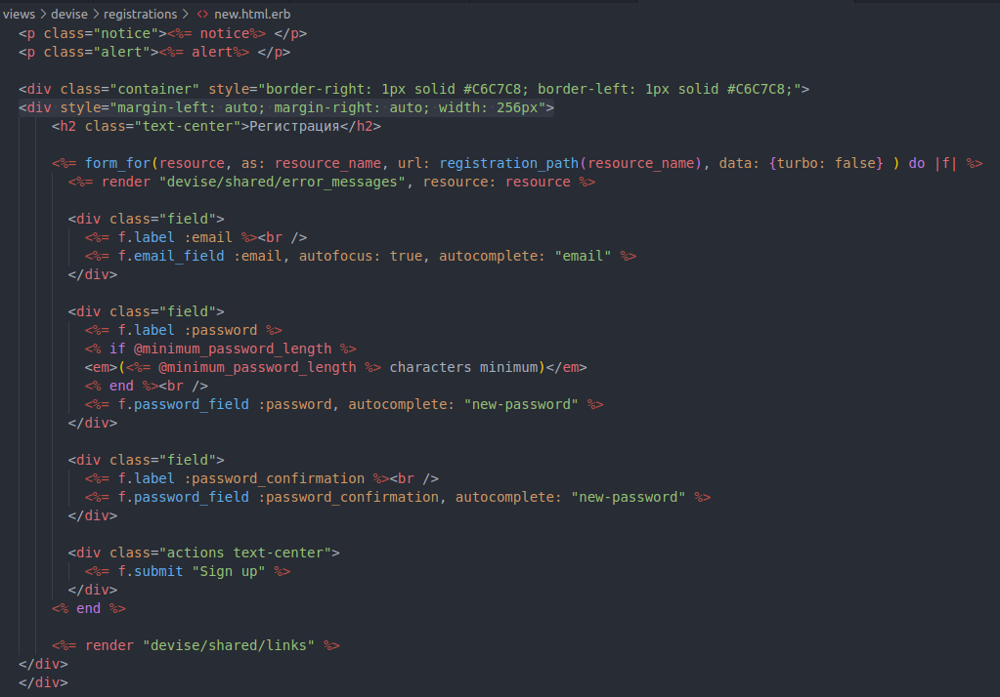 views > devise > registrations > <> new.html.erb
<p class="notice"><%= notice%> </p>
<p class="alert"><%= alert%> </p>
<div class="container" style="border-right: 1px solid #C6C7C8; border-left: 1px solid #C6C7C8;">
<div style="margin-left: auto; margin-right: auto; width: 256px">
<h2 class="text-center">Регистрация</h2>
<%= form_for(resource, as: resource_name, url: registration_path(resource_name), data: {turbo: false} ) do |f| %>
<%= render "devise/shared/error_messages", resource: resource %>
<div class="field">
<%= f.label :email %><br />
<%= f.email_field :email, autofocus: true, autocomplete: "email" %>
</div>
<div class="field">
<%= f.label :password %>
<% if @minimum_password_length %>
<em>(<%= @minimum_password_length %> characters minimum)</em>
<% end %><br />
<%= f.password_field :password, autocomplete: "new-password" %>
</div>
<div class="field">
<%= f.label :password_confirmation %><br />
<%= f.password_field :password_confirmation, autocomplete: "new-password" %>
</div>
<div class="actions text-center">
<%= f.submit "Sign up" %>
</div>
<% end %>
<%= render "devise/shared/links" %>
</div>
</div>